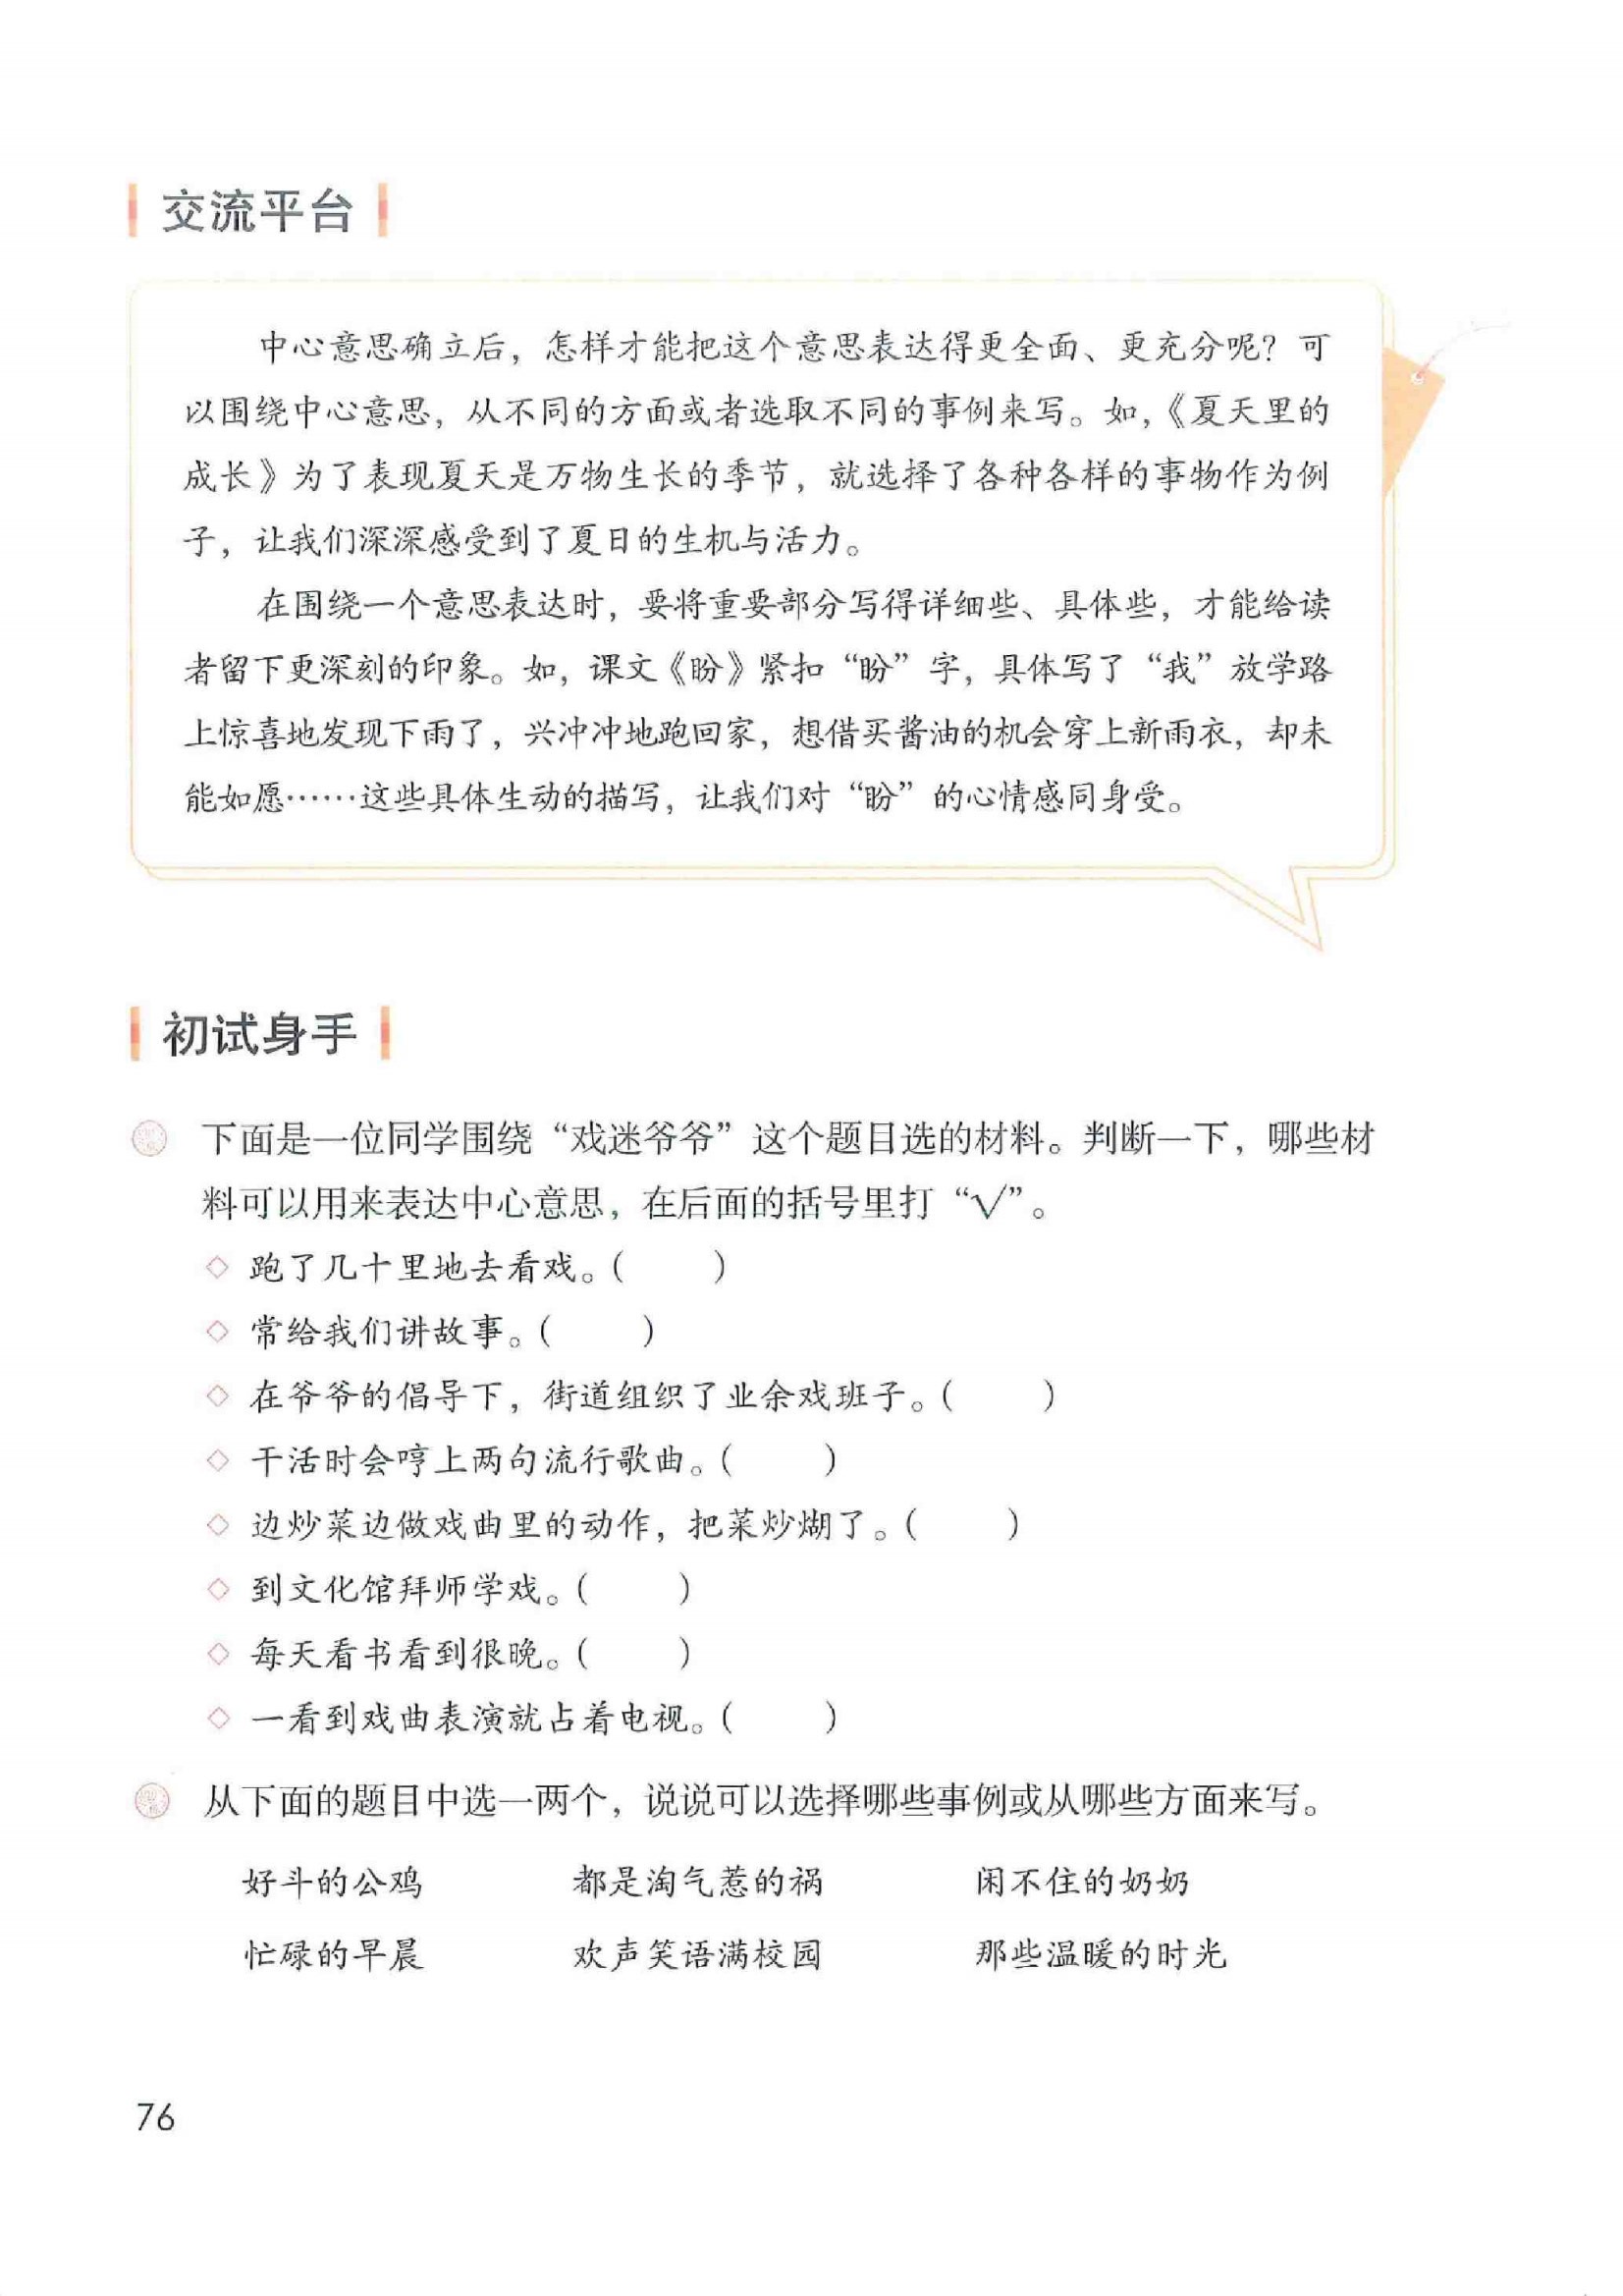 交流平台
中心意思确立后，怎样才能把这个意思表达得更全面、更充分呢？可
以围绕中心意思，从不同的方面或者选取不同的事例来写。如，《夏天里的
成长》为了表现夏天是万物生长的季节，就选择了各种各样的事物作为例
子，让我们深深感受到了夏日的生机与活力。
在围绕一个意思表达时，要将重要部分写得详细些、具体些，才能给读
者留下更深刻的印象。如，课文《盼》紧扣“盼”字，具体写了“我”放学路
上惊喜地发现下雨了，兴冲冲地跑回家，想借买酱油的机会穿上新雨衣，却未
能如愿……这些具体生动的描写，让我们对“盼”的心情感同身受。
初试身手
下面是一位同学围绕“戏迷爷爷”这个题目选的材料。判断一下，哪些材
料可以用来表达中心意思，在后面的括号里打“√”。
◇ 跑了几十里地去看戏。（　　）
◇ 常给我们讲故事。（　　）
◇ 在爷爷的倡导下，街道组织了业余戏班子。（　　）
◇ 干活时会哼上两句流行歌曲。（　　）
◇ 边炒菜边做戏曲里的动作，把菜炒煳了。（　　）
◇ 到文化馆拜师学戏。（　　）
◇ 每天看书看到很晚。（　　）
◇ 一看到戏曲表演就占着电视。（　　）
从下面的题目中选一两个，说说可以选择哪些事例或从哪些方面来写。
好斗的公鸡　都是淘气惹的祸　闲不住的奶奶
忙碌的早晨　欢声笑语满校园　那些温暖的时光
76